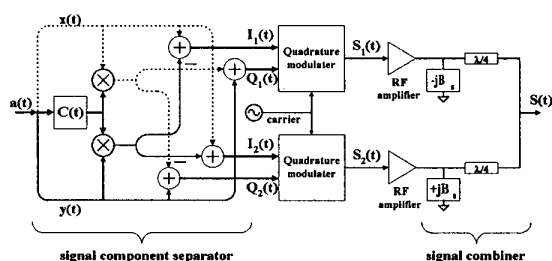 x(t)
a(t)
C(t)
y(t)
I1(t)
Q1(t)
I2(t)
Q2(t)
Quadrature
modulater
carrier
Quadrature
modulater
S1(t)
S2(t)
RF
amplifier
RF
amplifier
-jBs
+jBs
λ/4
λ/4
S(t)
signal component separator
signal combiner